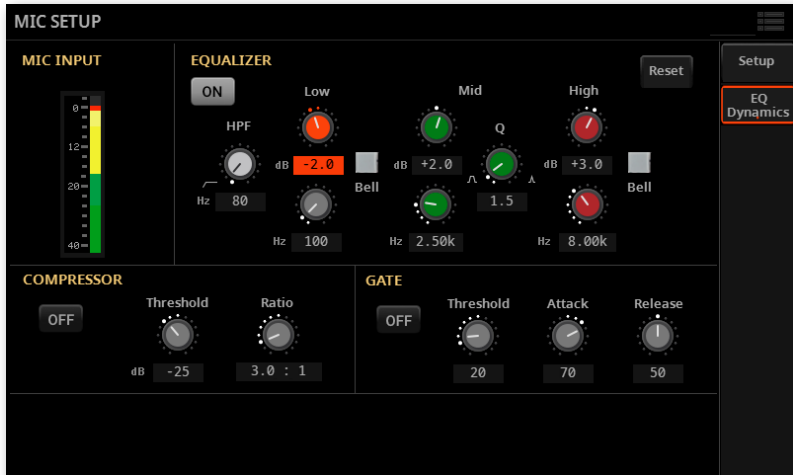 MIC SETUP
MIC INPUT
0
12
20
40
EQUALIZER
ON
Reset
HPF
Hz 80
Low
dB -2.0
Bell
Hz 100
Mid
dB +2.0
Q
1.5
Hz 2.50k
High
dB +3.0
Bell
Hz 8.00k
Setup
EQ
Dynamics
COMPRESSOR
OFF
Threshold
dB -25
Ratio
3.0 : 1
GATE
OFF
Threshold
20
Attack
70
Release
50